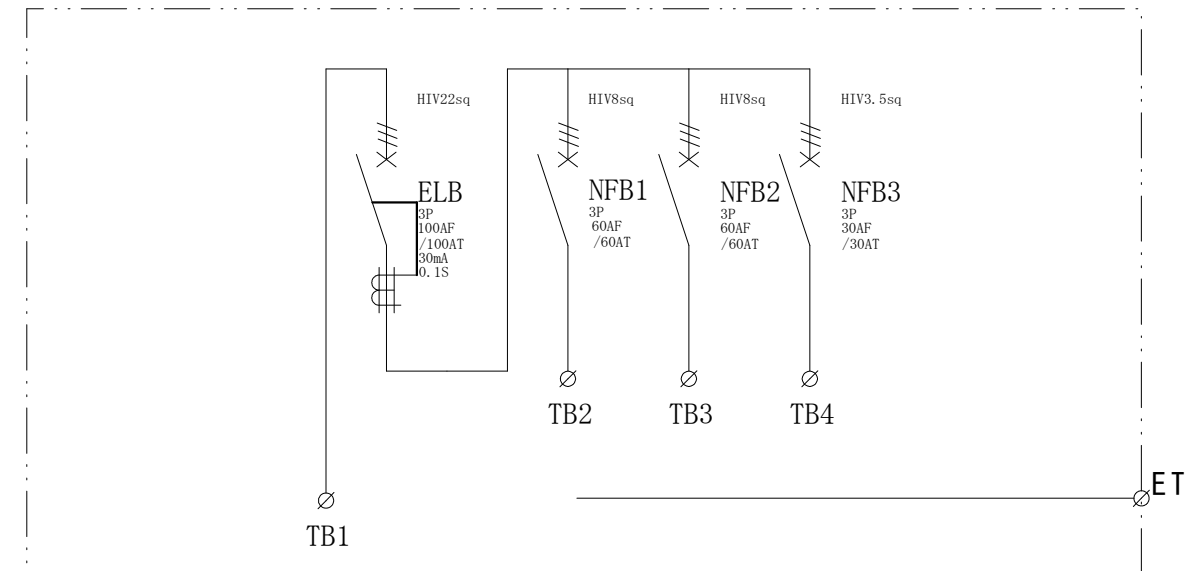 HIV22sq
HIV8sq
HIV8sq
HIV3.5sq
ELB
3P
100AF
/100AT
30mA
0.1S
NFB1
3P
60AF
/60AT
NFB2
3P
60AF
/60AT
NFB3
3P
30AF
/30AT
TB2
TB3
TB4
ET
TB1